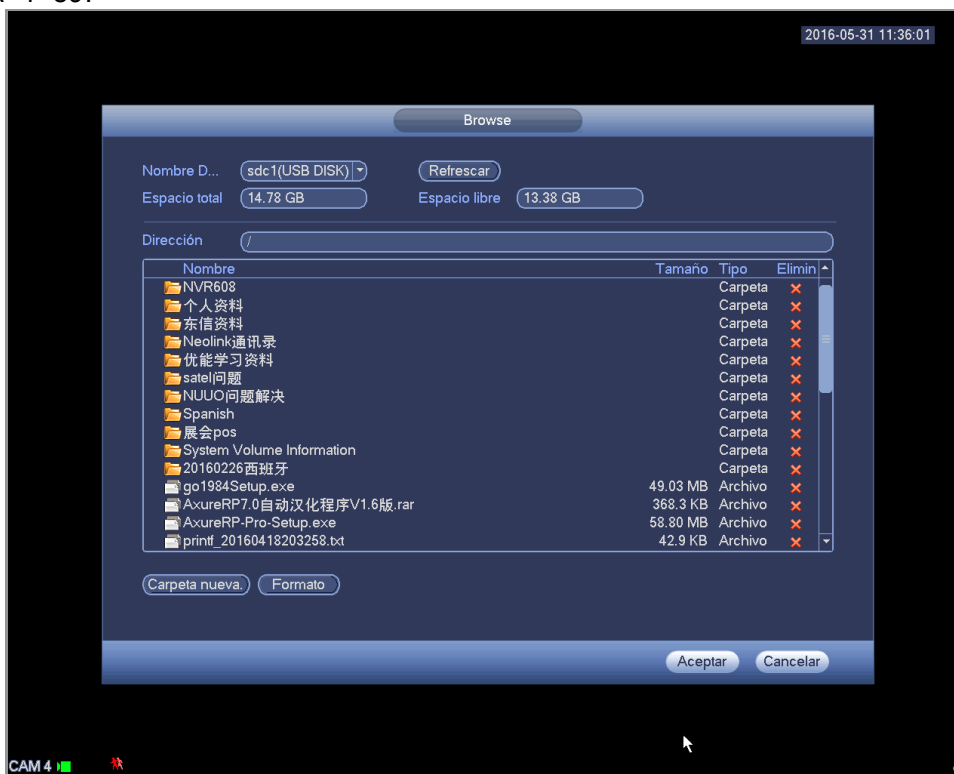 2016-05-31 11:36:01
Browse
Nombre D... sdc1(USB DISK) Refrescar
Espacio total 14.78 GB Espacio libre 13.38 GB
Dirección /
Nombre Tamaño Tipo Elimin
NVR608 Carpeta
个人资料 Carpeta
东信资料 Carpeta
Neolink通讯录 Carpeta
优能学习资料 Carpeta
satel问题 Carpeta
NUUO问题解决 Carpeta
Spanish Carpeta
展会pos Carpeta
System Volume Information Carpeta
20160226西班牙 Carpeta
go1984Setup.exe 49.03 MB Archivo
AxureRP7.0自动汉化程序V1.6版.rar 368.3 KB Archivo
AxureRP-Pro-Setup.exe 58.80 MB Archivo
printf_20160418203258.txt 42.9 KB Archivo
Carpeta nueva. Formato
Aceptar Cancelar
CAM 4